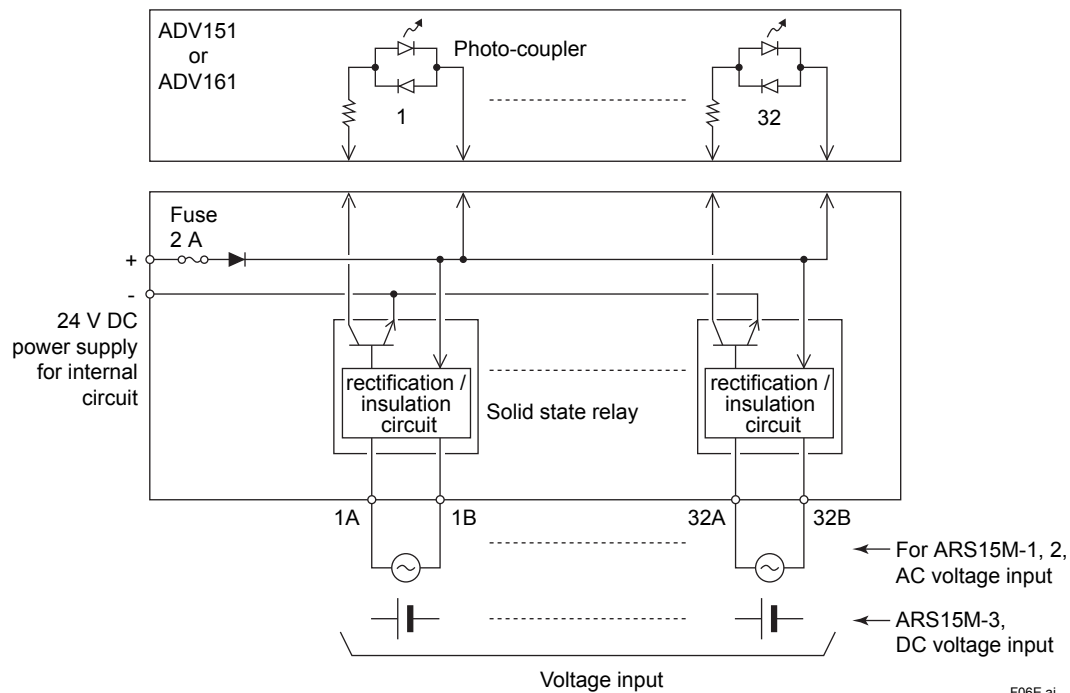 ADV151
or
ADV161
Photo-coupler
1
32
Fuse
2 A
+
-
24 V DC
power supply
for internal
circuit
rectification /
insulation
circuit
Solid state relay
rectification /
insulation
circuit
1A
1B
32A
32B
For ARS15M-1, 2,
AC voltage input
ARS15M-3,
DC voltage input
Voltage input
F06E.ai